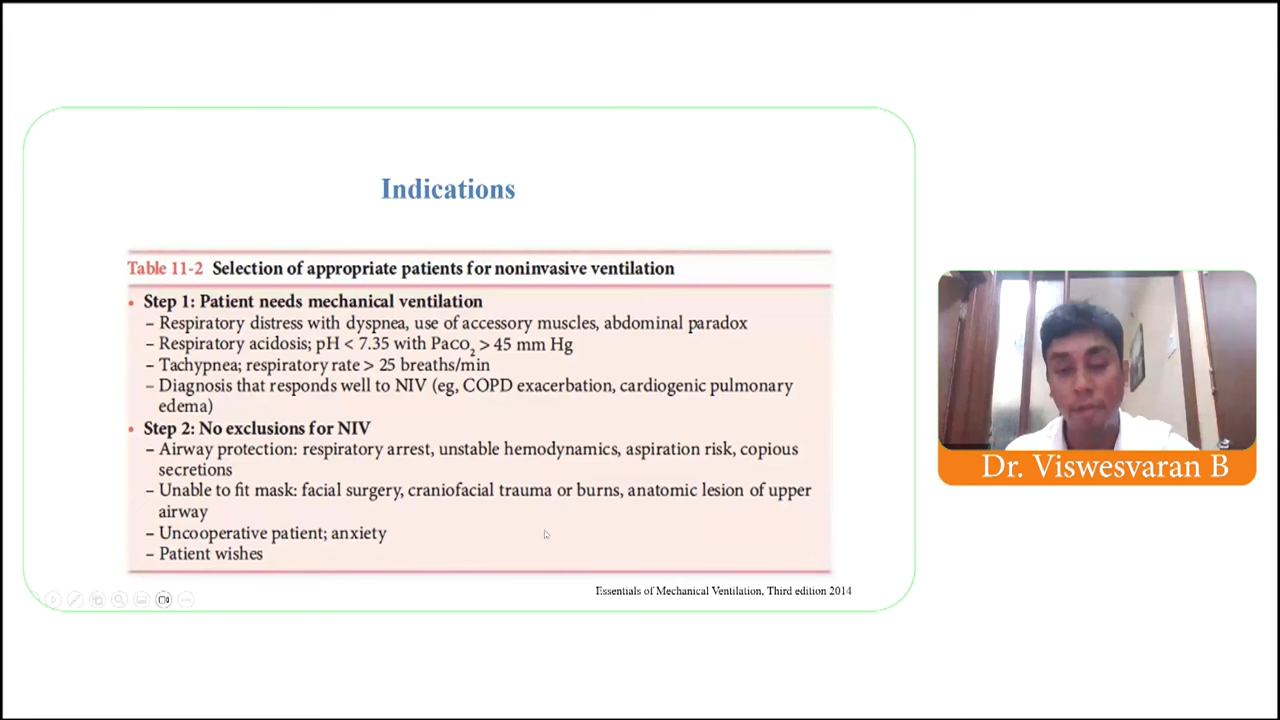 Indications
Table 11-2 Selection of appropriate patients for noninvasive ventilation
• Step 1: Patient needs mechanical ventilation
– Respiratory distress with dyspnea, use of accessory muscles, abdominal paradox
– Respiratory acidosis; pH < 7.35 with Paco2 > 45 mm Hg
– Tachypnea; respiratory rate > 25 breaths/min
– Diagnosis that responds well to NIV (eg, COPD exacerbation, cardiogenic pulmonary
edema)
• Step 2: No exclusions for NIV
– Airway protection: respiratory arrest, unstable hemodynamics, aspiration risk, copious
secretions
– Unable to fit mask: facial surgery, craniofacial trauma or burns, anatomic lesion of upper
airway
– Uncooperative patient; anxiety
– Patient wishes
Essentials of Mechanical Ventilation, Third edition 2014
Dr. Viswesvaran B